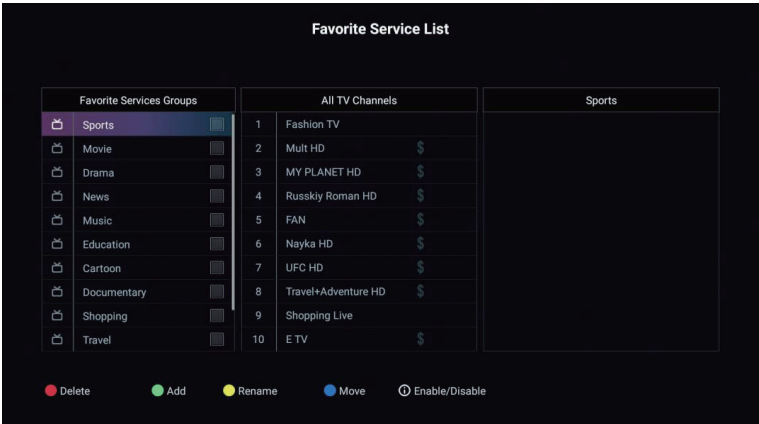 Favorite Service List
Favorite Services Groups
Sports
Movie
Drama
News
Music
Education
Cartoon
Documentary
Shopping
Travel
All TV Channels
1 Fashion TV
2 Mult HD $
3 MY PLANET HD $
4 Russkiy Roman HD $
5 FAN $
6 Nayka HD $
7 UFC HD $
8 Travel+Adventure HD $
9 Shopping Live
10 E TV $
Sports
Delete Add Rename Move Enable/Disable